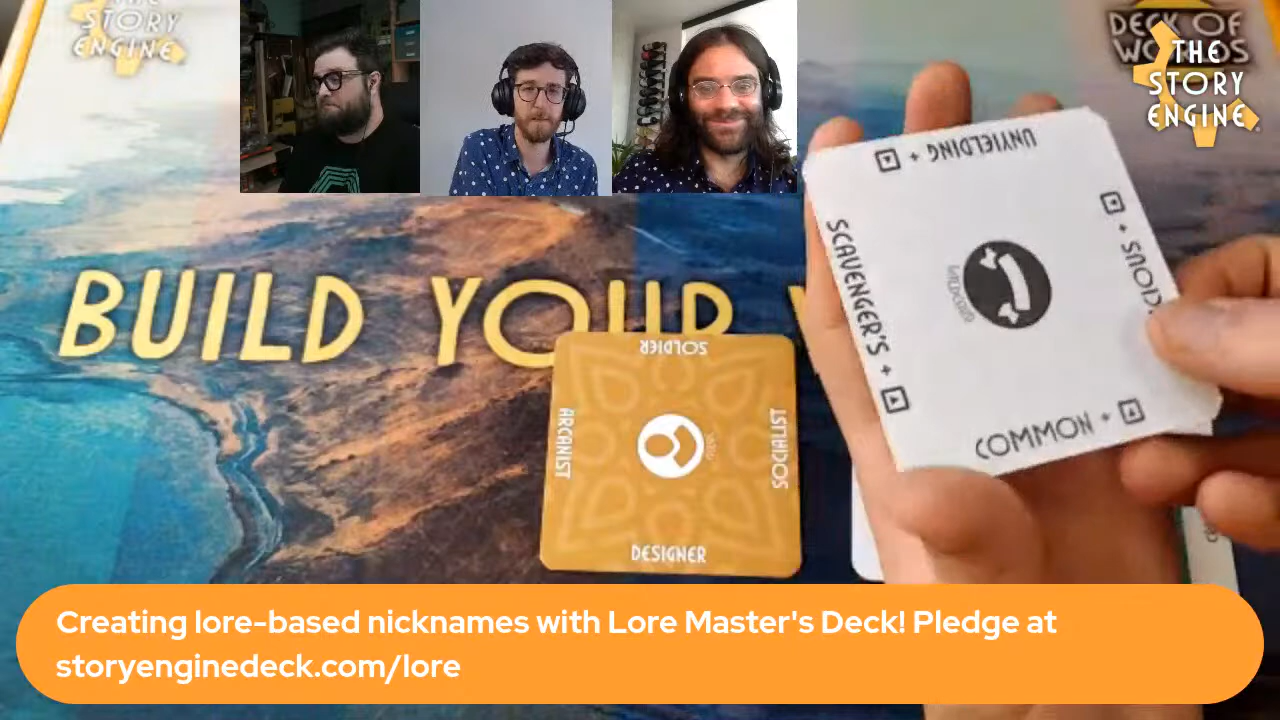 THE
STORY
ENGINE
DECK OF
WORLDS
THE
STORY
ENGINE
BUILD YOUR
UNYIELDING +
SCAVENGER'S +
COMMON +
SOLDIER
ARCANIST
SOCIALIST
DESIGNER
Creating lore-based nicknames with Lore Master's Deck! Pledge at
storyenginedeck.com/lore